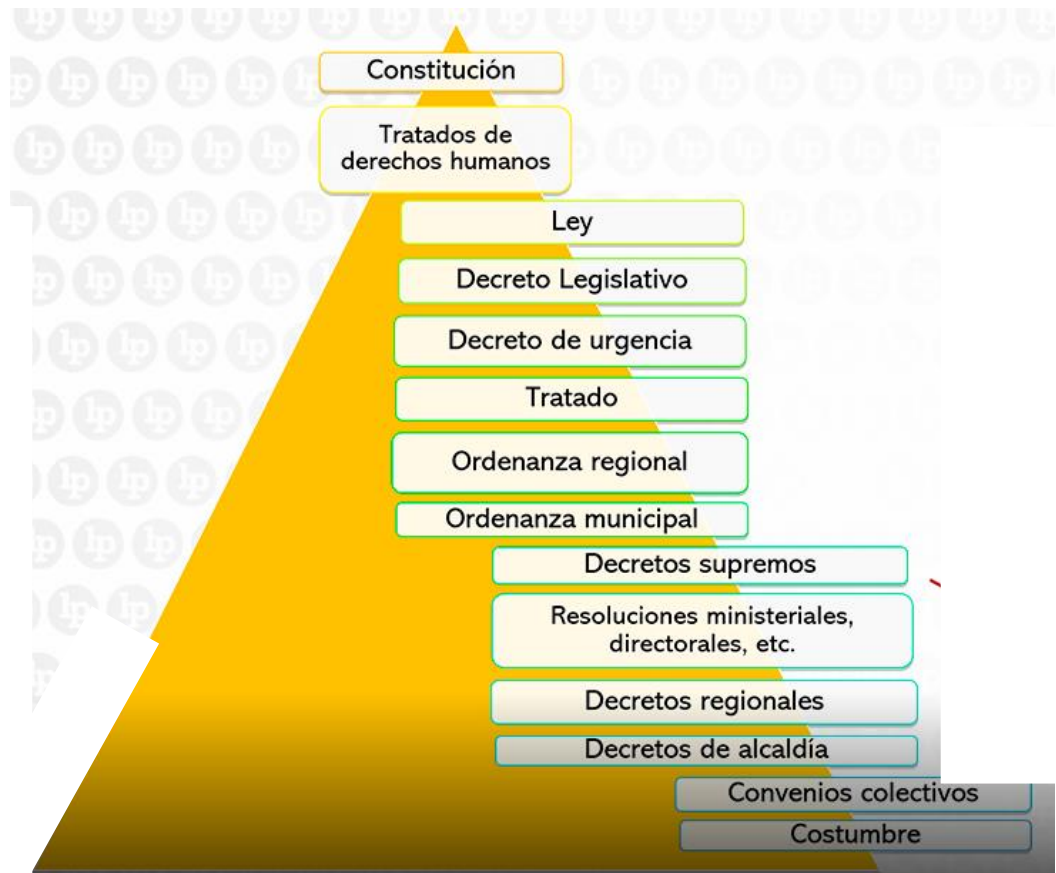 Constitución
Tratados de
derechos humanos
Ley
Decreto Legislativo
Decreto de urgencia
Tratado
Ordenanza regional
Ordenanza municipal
Decretos supremos
Resoluciones ministeriales,
directorales, etc.
Decretos regionales
Decretos de alcaldía
Convenios colectivos
Costumbre